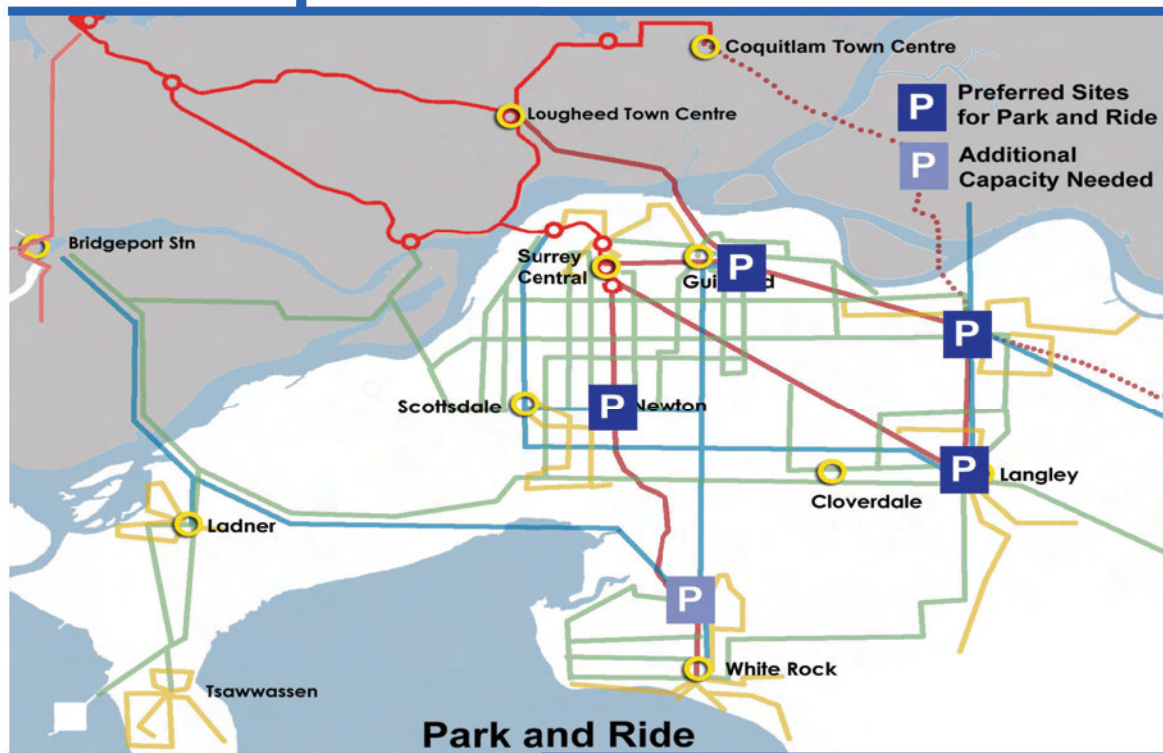 Coquitlam Town Centre
P
Preferred Sites
for Park and Ride
Lougheed Town Centre
P
Additional
Capacity Needed
Bridgeport Stn
Surrey
Central
P
Gui d
P
Scottsdale
P
Newton
P
Langley
Cloverdale
Ladner
P
White Rock
Tsawwassen
Park and Ride